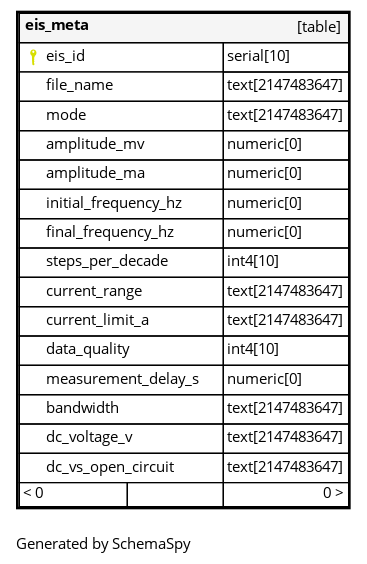 eis_meta [table]
eis_id serial[10]
file_name text[2147483647]
mode text[2147483647]
amplitude_mv numeric[0]
amplitude_ma numeric[0]
initial_frequency_hz numeric[0]
final_frequency_hz numeric[0]
steps_per_decade int4[10]
current_range text[2147483647]
current_limit_a text[2147483647]
data_quality int4[10]
measurement_delay_s numeric[0]
bandwidth text[2147483647]
dc_voltage_v text[2147483647]
dc_vs_open_circuit text[2147483647]
< 0 0 >
Generated by SchemaSpy